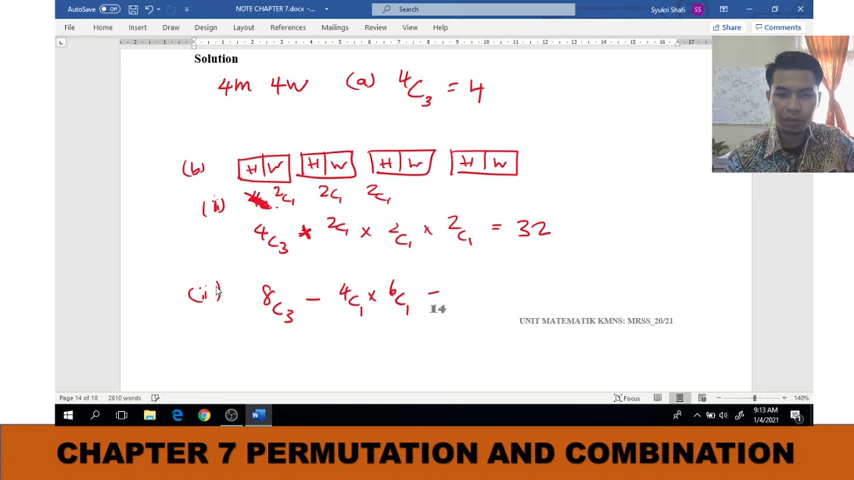 AutoSave Off
NOTE CHAPTER 7.docx - ...
Search
Syukri Shafi SS
File Home Insert Draw Design Layout References Mailings Review View Help Share Comments
Solution
4m 4w (a) ⁴C₃ = 4
(b) H W H W H W H W
²C₁ ²C₁ ²C₁
(ii) ⁴C₃ × ²C₁ × ²C₁ × ²C₁ = 32
(ii) ⁸C₃ − ⁴C₁ × ⁶C₁ =
14
UNIT MATEMATIK KMNS: MRSS_20/21
Page 14 of 18 Focus 140%
9:13 AM
1/4/2021
CHAPTER 7 PERMUTATION AND COMBINATION